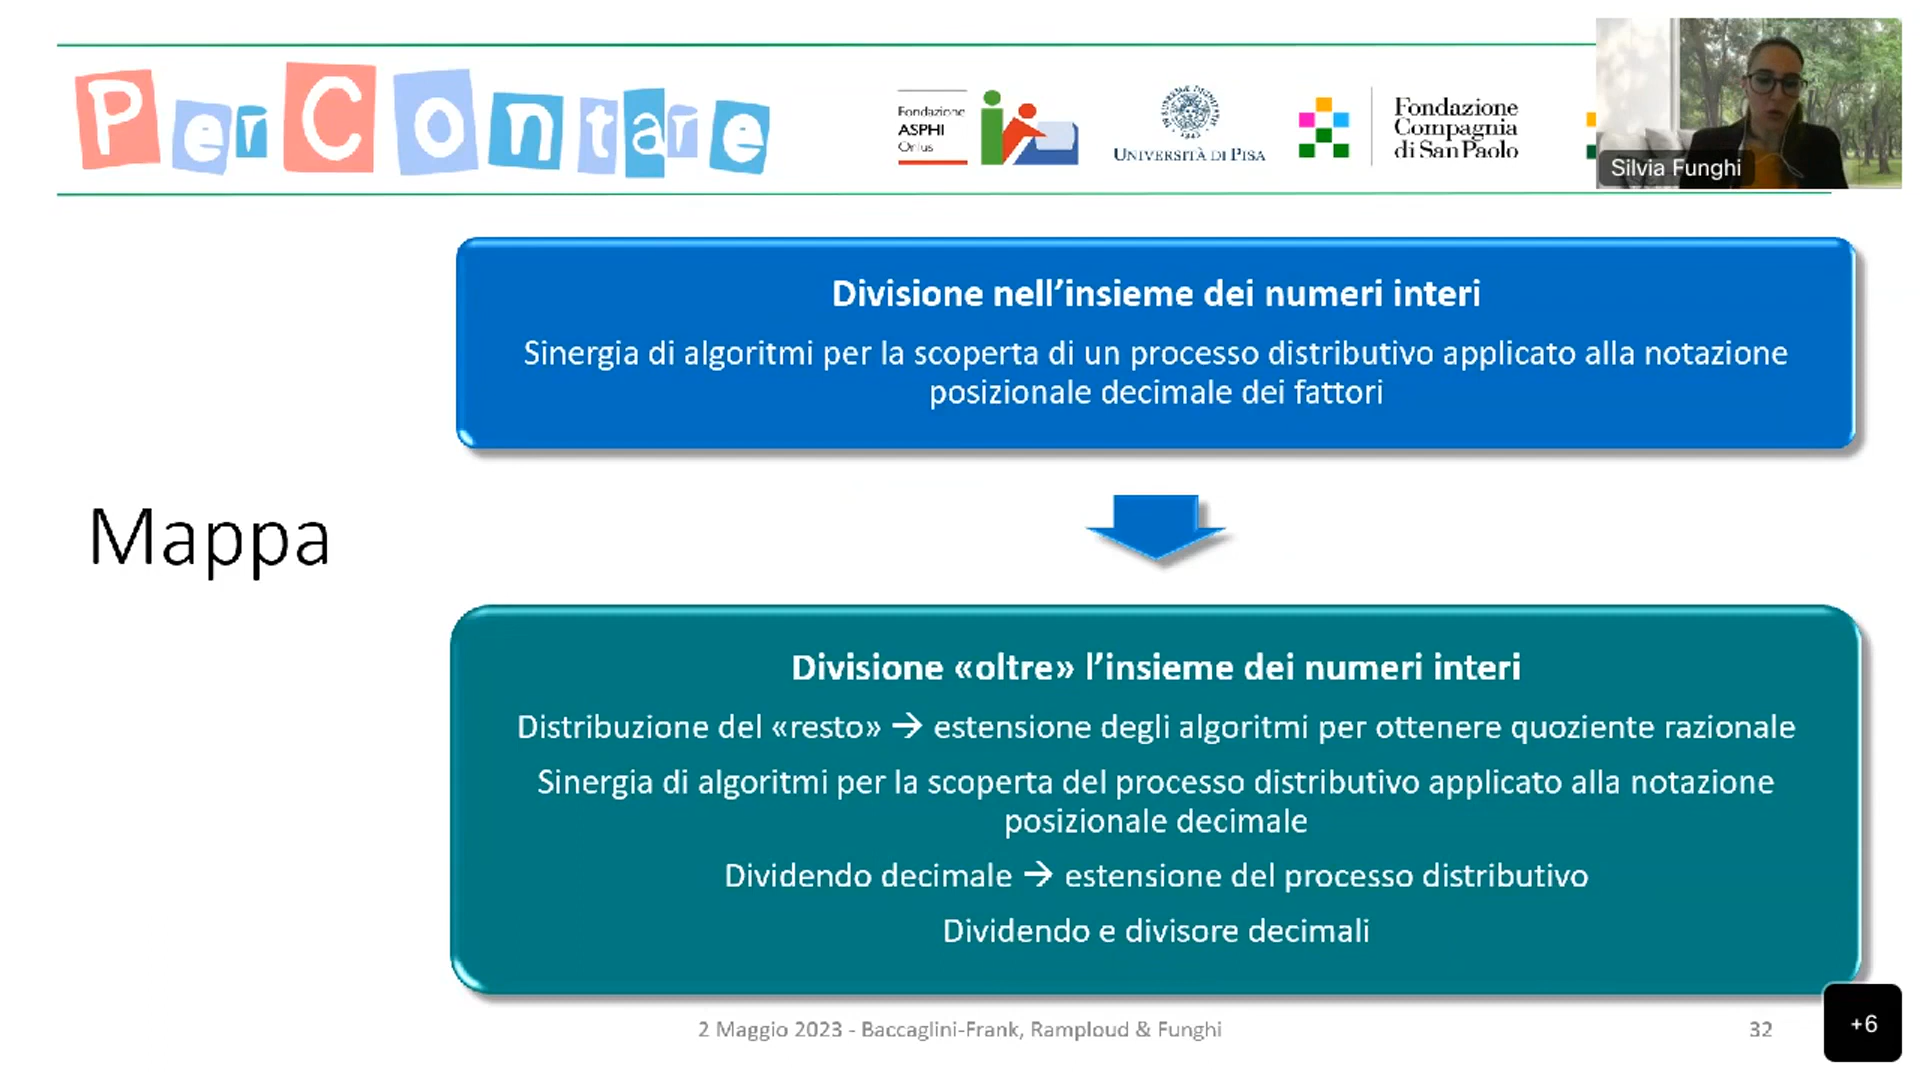 PerContare
Fondazione
ASPHI
Onlus
UNIVERSITÀ DI PISA
Fondazione
Compagnia
di San Paolo
Silvia Funghi
Divisione nell’insieme dei numeri interi
Sinergia di algoritmi per la scoperta di un processo distributivo applicato alla notazione
posizionale decimale dei fattori
Mappa
Divisione «oltre» l’insieme dei numeri interi
Distribuzione del «resto» → estensione degli algoritmi per ottenere quoziente razionale
Sinergia di algoritmi per la scoperta del processo distributivo applicato alla notazione
posizionale decimale
Dividendo decimale → estensione del processo distributivo
Dividendo e divisore decimali
2 Maggio 2023 - Baccaglini-Frank, Ramploud & Funghi
32
+6